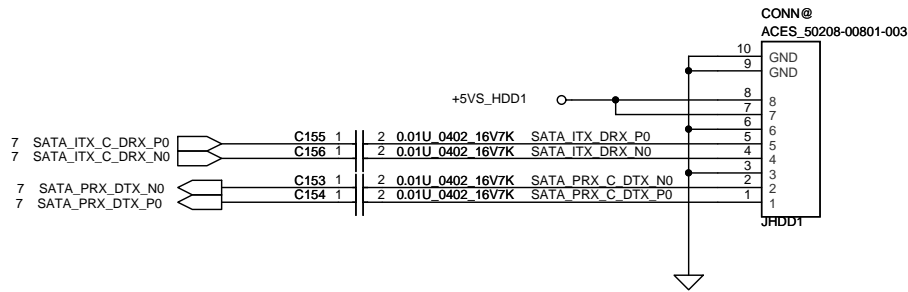 CONN@
ACES_50208-00801-003
10 GND
9 GND
+5VS_HDD1 8 8
7 7
6 6
7 SATA_ITX_C_DRX_P0 C155 1 2 0.01U_0402_16V7K SATA_ITX_DRX_P0 5 5
7 SATA_ITX_C_DRX_N0 C156 1 2 0.01U_0402_16V7K SATA_ITX_DRX_N0 4 4
3 3
7 SATA_PRX_DTX_N0 C153 1 2 0.01U_0402_16V7K SATA_PRX_C_DTX_N0 2 2
7 SATA_PRX_DTX_P0 C154 1 2 0.01U_0402_16V7K SATA_PRX_C_DTX_P0 1 1
JHDD1